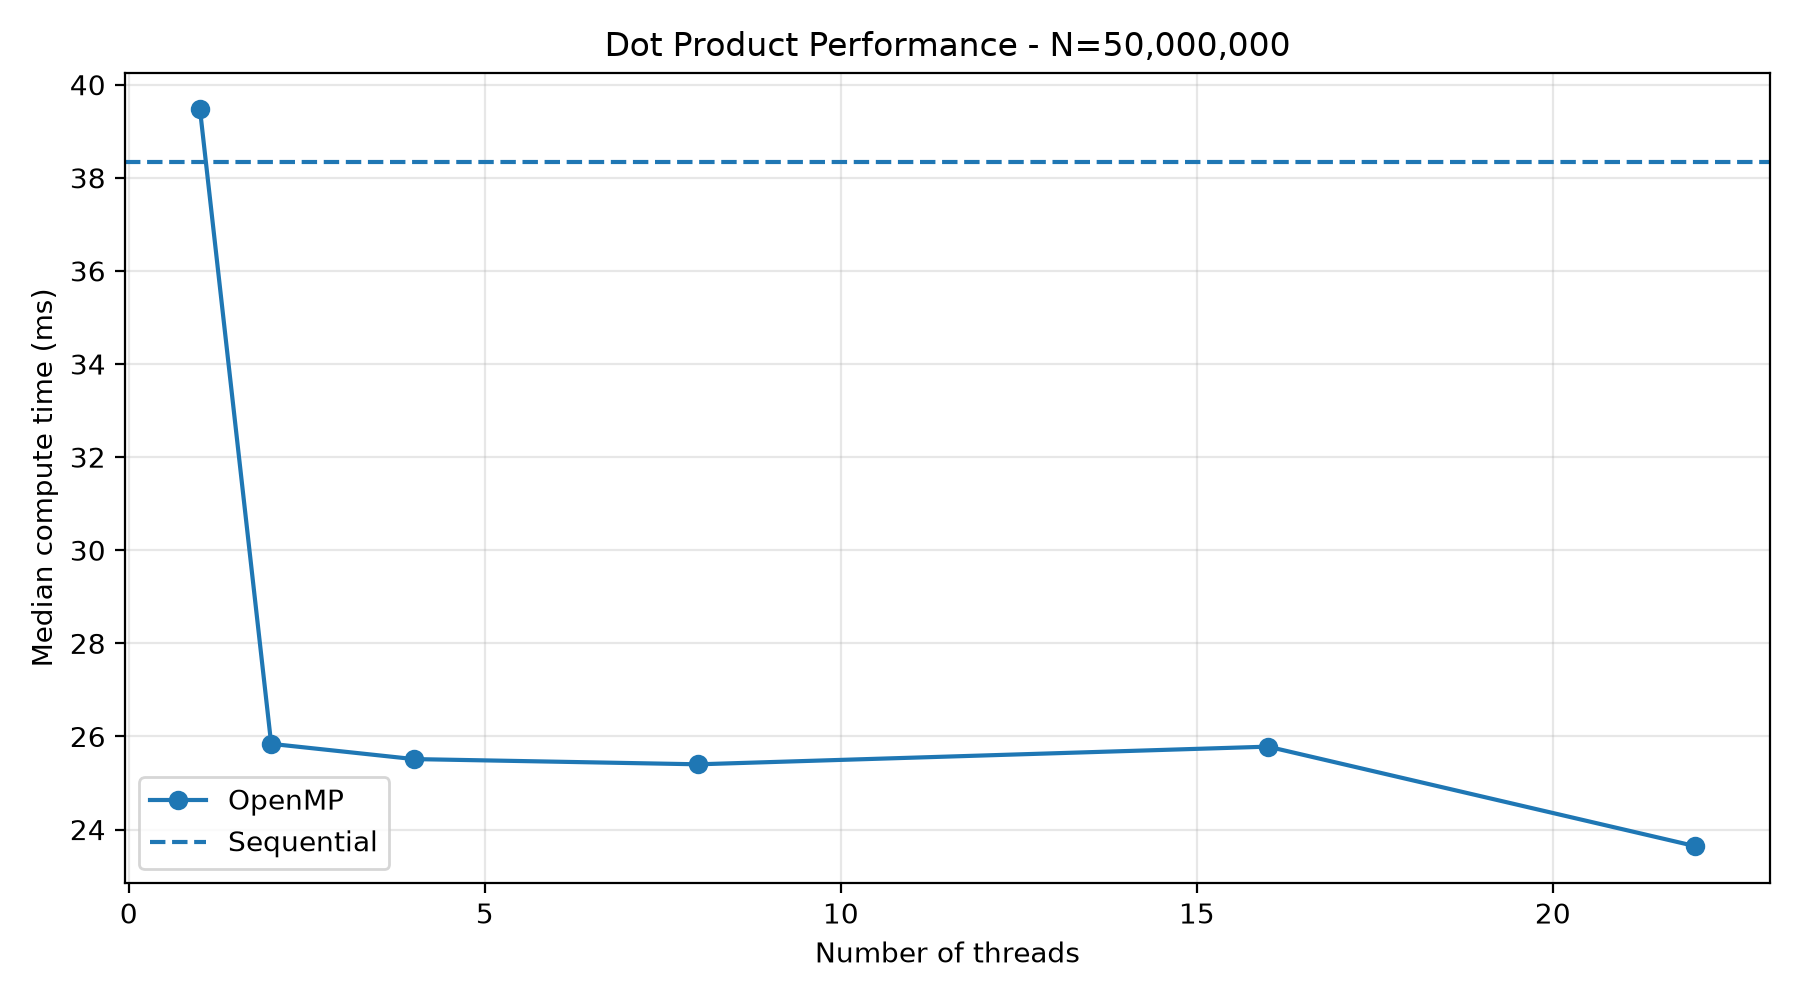 Dot Product Performance - N=50,000,000
Median compute time (ms)
40
38
36
34
32
30
28
26
24
OpenMP
Sequential
0 5 10 15 20
Number of threads